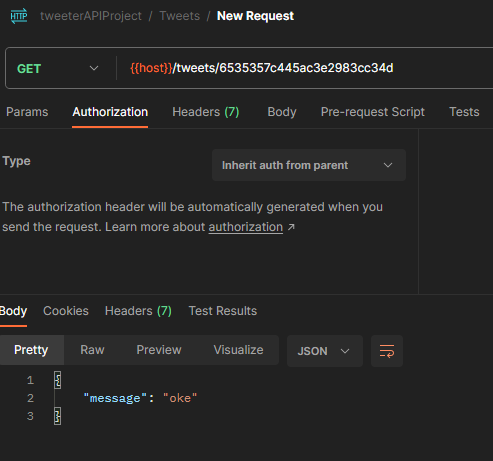 HTTP tweeterAPIProject / Tweets / New Request
GET {{host}}/tweets/6535357c445ac3e2983cc34d
Params Authorization Headers (7) Body Pre-request Script Tests
Type Inherit auth from parent
The authorization header will be automatically generated when you
send the request. Learn more about authorization ↗
Body Cookies Headers (7) Test Results
Pretty Raw Preview Visualize JSON
1 {
2 "message": "oke"
3 }